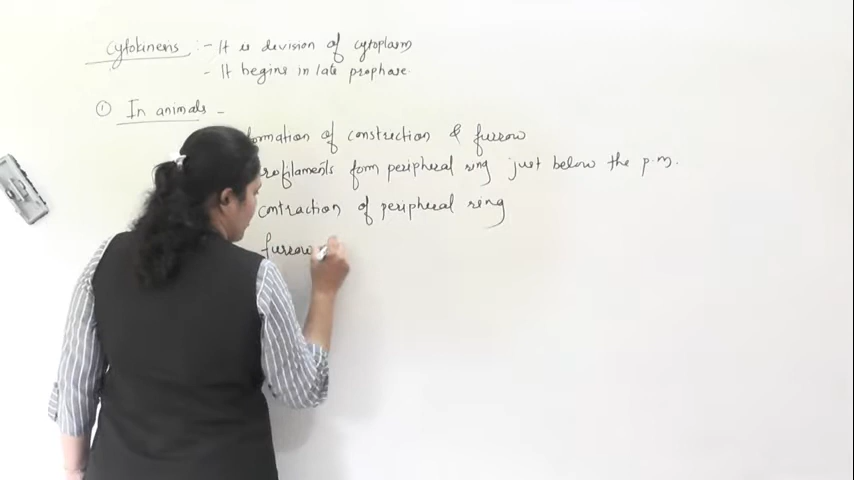 Cytokinesis :- It is division of cytoplasm
- It begins in late prophase.
① In animals -
formation of constriction & furrow
rofilaments form peripheral ring just below the p.m.
contraction of peripheral ring
furrow